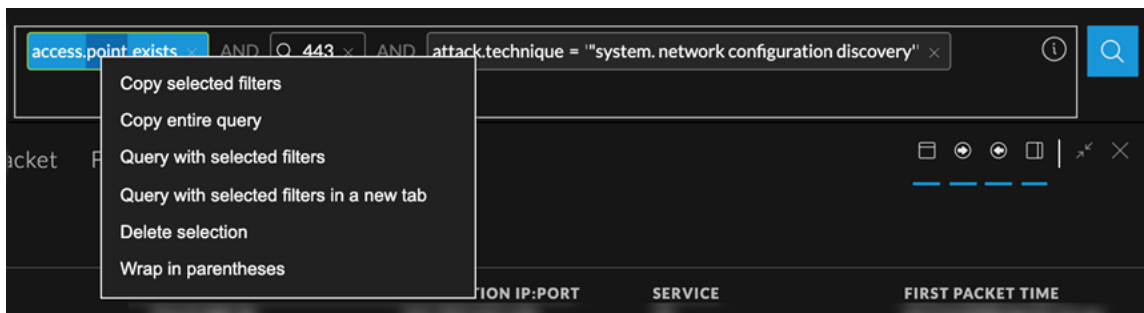 access.point exists × AND 443 × AND attack.technique = '"system. network configuration discovery"' ×
Copy selected filters
Copy entire query
Query with selected filters
Query with selected filters in a new tab
Delete selection
Wrap in parentheses
IP:PORT SERVICE FIRST PACKET TIME